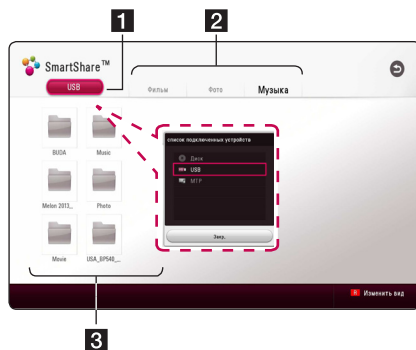 1
2
SmartShare™
USB
Фильм
Фото
Музыка
список подключенных устройств
Диск
USB
MTP
Закр.
BUDA
Music
Melon 2013_
Photo
Movie
USA_BP540_...
R Изменить вид
3